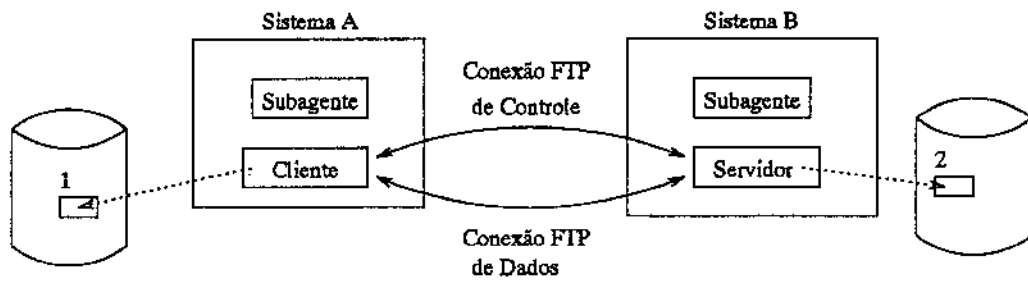 Sistema A
Sistema B
Conexão FTP
de Controle
Subagente
Subagente
Cliente
Servidor
1
2
Conexão FTP
de Dados